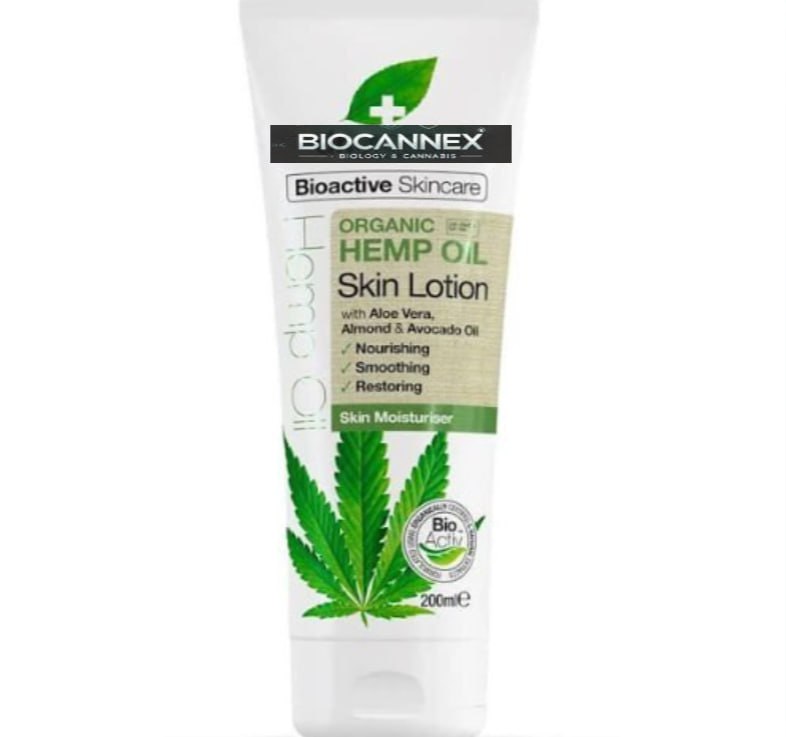 BIOCANNEX
BIOLOGY & CANNABIS
Bioactive Skincare
Hemp Oil
ORGANIC
HEMP OIL
Skin Lotion
with Aloe Vera,
Almond & Avocado Oil
✓ Nourishing
✓ Smoothing
✓ Restoring
Skin Moisturiser
Bio
Activ
200ml℮